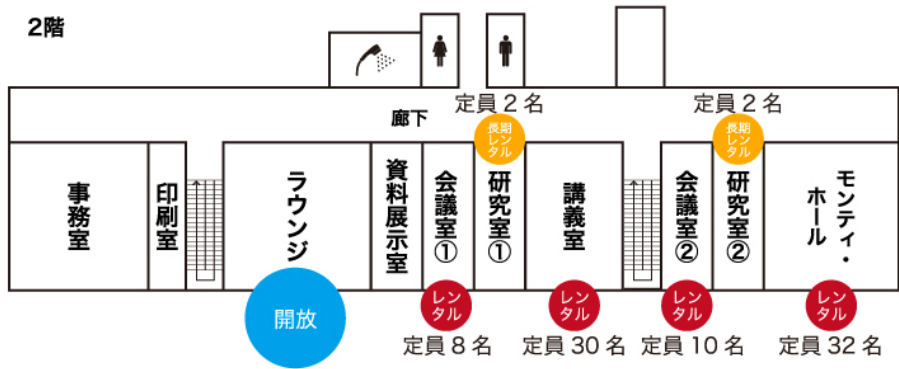 2階
定員2名
定員2名
廊下
長期
レン
タル
長期
レン
タル
事務室
印刷室
ラウンジ
資料展示室
会議室①
研究室①
講義室
会議室②
研究室②
モンティ・
ホール
開放
レン
タル
レン
タル
レン
タル
レン
タル
定員8名
定員30名
定員10名
定員32名